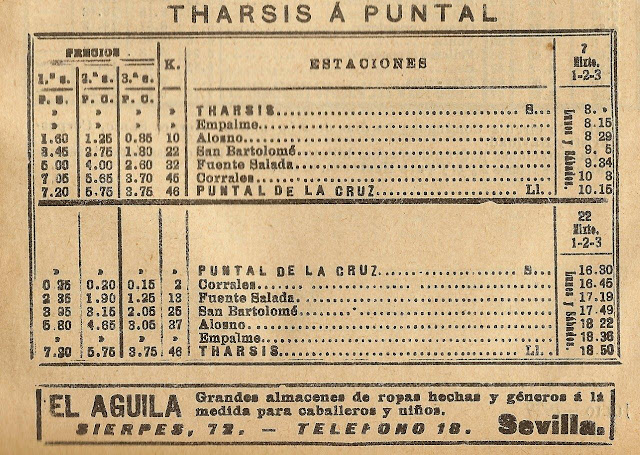 THARSIS Á PUNTAL
PRECIOS K. ESTACIONES 7
1.ª s. 2.ª s. 3.ª s. Mixto.
P. C. P. C. P. C. 1-2-3
» » » » THARSIS S. 8. »
» » » » Empalme 8.15
1.60 1.25 0.85 10 Alosno 8 29
3.45 2.75 1.80 22 San Bartolomé 9. 5
5.00 4.00 2.60 32 Fuente Salada 9.34
7 05 5.65 3.70 45 Corrales 10 8
7.20 5.75 3.75 46 PUNTAL DE LA CRUZ Ll. 10.15
Lunes y Sábados.
22
Mixto.
1-2-3
» » » » PUNTAL DE LA CRUZ S. 16.30
0 35 0.20 0.15 2 Corrales 16.45
2 35 1.90 1.25 13 Fuente Salada 17.19
3 95 3.15 2.05 25 San Bartolomé 17.49
5.80 4.65 3.05 37 Alosno 18 22
» » » » Empalme 18.36
7.20 5.75 3.75 46 THARSIS Ll. 18 50
Lunes y Sábados.
EL AGUILA Grandes almacenes de ropas hechas y géneros á la
medida para caballeros y niños.
SIERPES, 72. — TELEFONO 18. Sevilla.